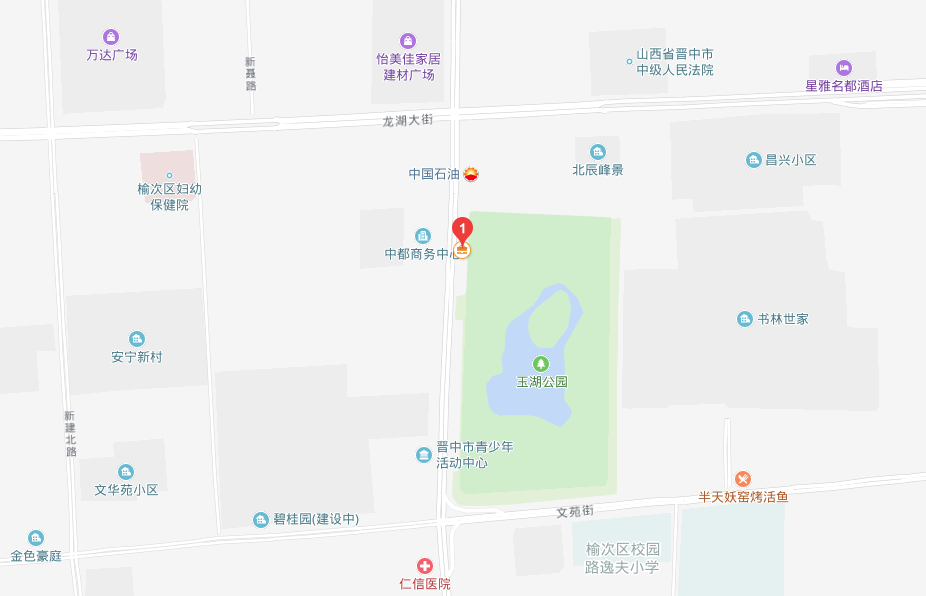 万达广场
新
聂
路
怡美佳家居
建材广场
山西省晋中市
中级人民法院
星雅名都酒店
龙湖大街
中国石油
北辰峰景
昌兴小区
榆次区妇幼
保健院
1
中都商务中心
书林世家
安宁新村
玉湖公园
新
建
北
路
晋中市青少年
活动中心
文华苑小区
半天妖窑烤活鱼
文苑街
碧桂园(建设中)
金色豪庭
榆次区校园
路逸夫小学
仁信医院